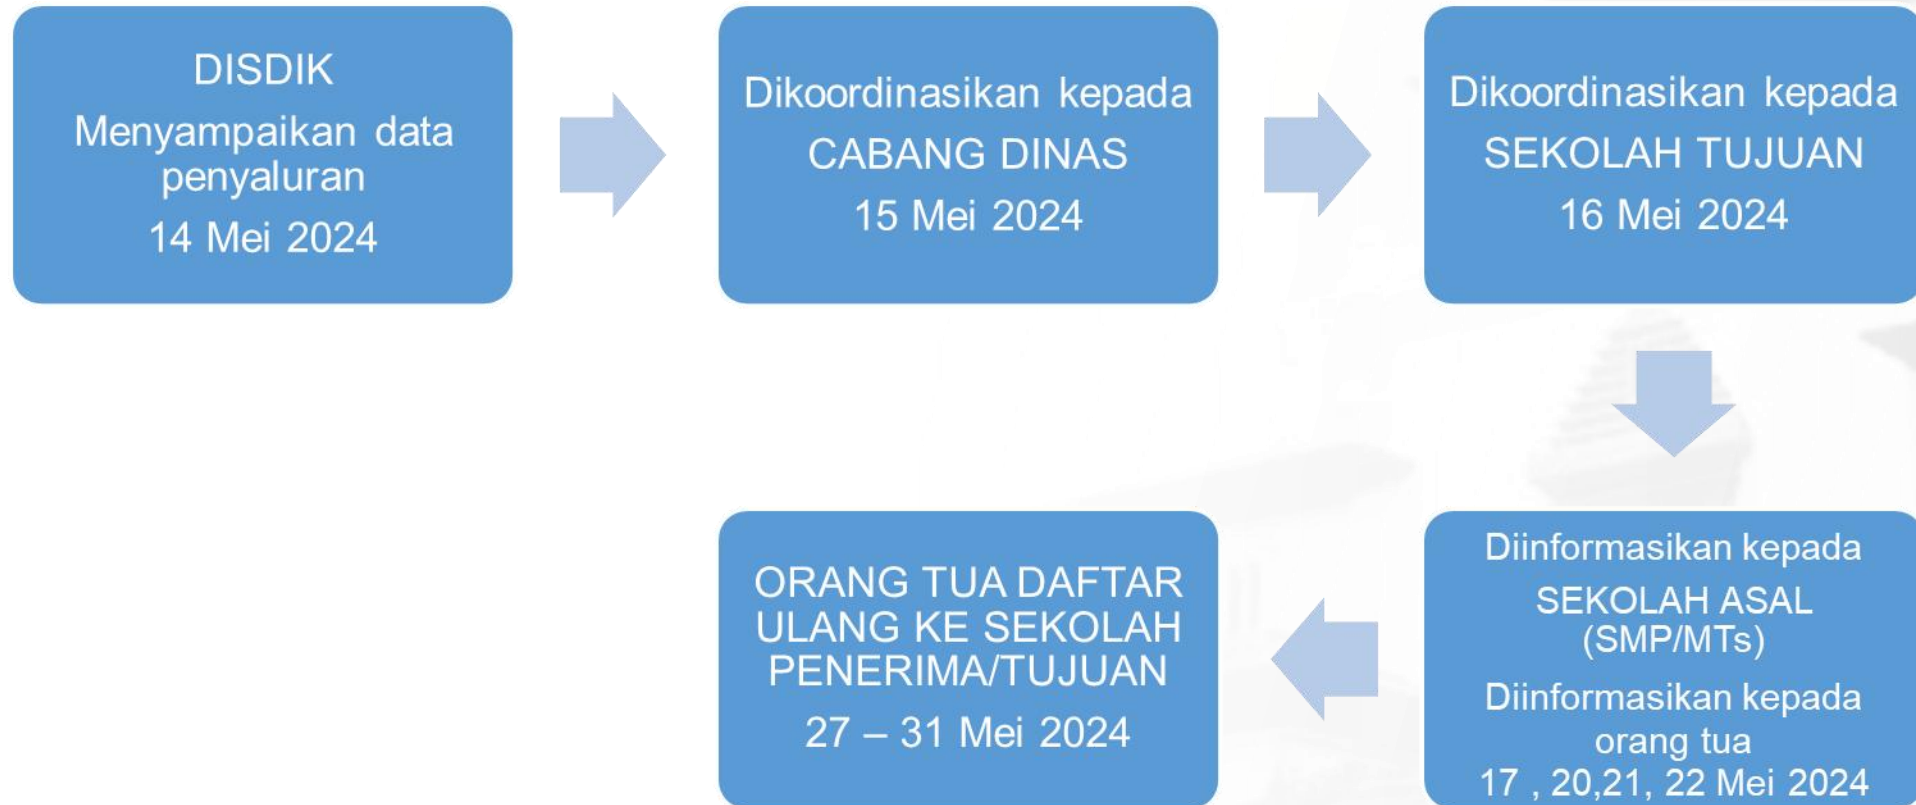 DISDIK
Menyampaikan data
penyaluran
14 Mei 2024
Dikoordinasikan kepada
CABANG DINAS
15 Mei 2024
Dikoordinasikan kepada
SEKOLAH TUJUAN
16 Mei 2024
Diinformasikan kepada
SEKOLAH ASAL
(SMP/MTs)
Diinformasikan kepada
orang tua
17 , 20,21, 22 Mei 2024
ORANG TUA DAFTAR
ULANG KE SEKOLAH
PENERIMA/TUJUAN
27 – 31 Mei 2024